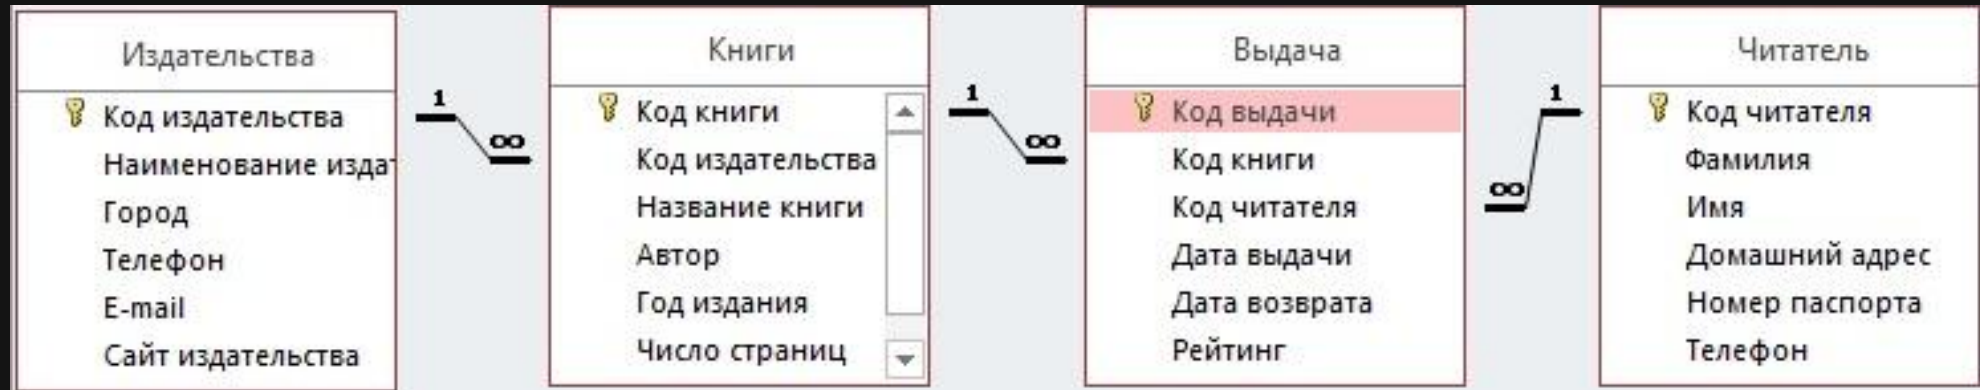 Издательства
Код издательства
Наименование изда
Город
Телефон
E-mail
Сайт издательства
1
∞
Книги
Код книги
Код издательства
Название книги
Автор
Год издания
Число страниц
1
∞
Выдача
Код выдачи
Код книги
Код читателя
Дата выдачи
Дата возврата
Рейтинг
1
∞
Читатель
Код читателя
Фамилия
Имя
Домашний адрес
Номер паспорта
Телефон